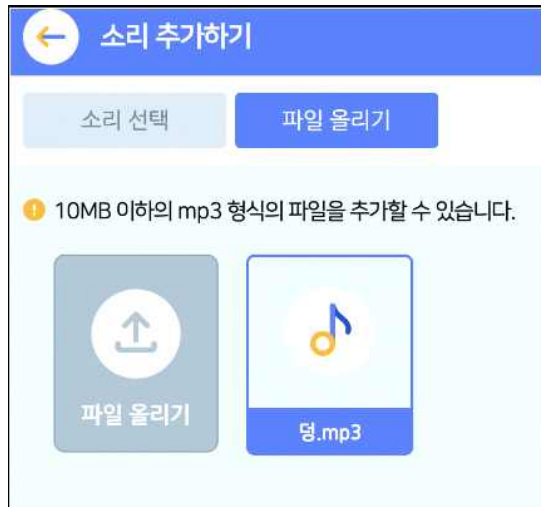 소리 추가하기
소리 선택 파일 올리기
10MB 이하의 mp3 형식의 파일을 추가할 수 있습니다.
파일 올리기 덩.mp3